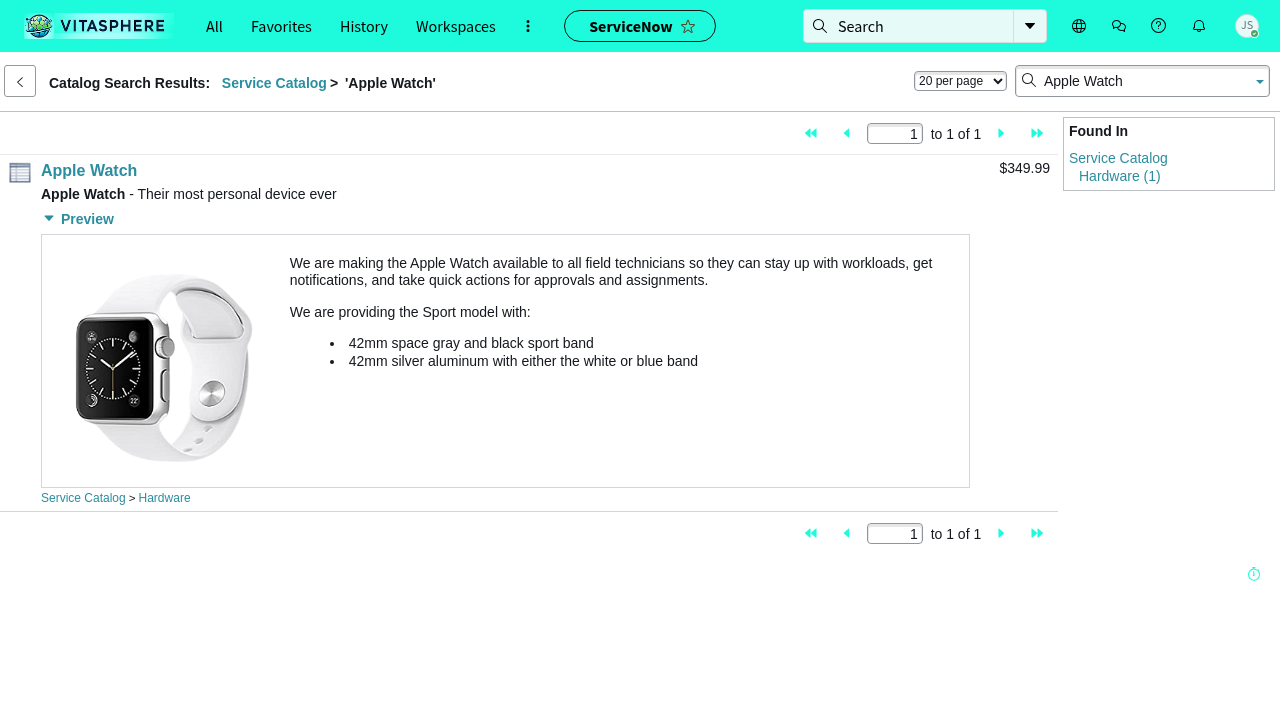 VITASPHERE All Favorites History Workspaces ServiceNow Search JS
Catalog Search Results: Service Catalog > 'Apple Watch' 20 per page Apple Watch
1 to 1 of 1
Found In
Service Catalog
Hardware (1)
Apple Watch $349.99
Apple Watch - Their most personal device ever
Preview
We are making the Apple Watch available to all field technicians so they can stay up with workloads, get
notifications, and take quick actions for approvals and assignments.
We are providing the Sport model with:
42mm space gray and black sport band
42mm silver aluminum with either the white or blue band
Service Catalog > Hardware
1 to 1 of 1